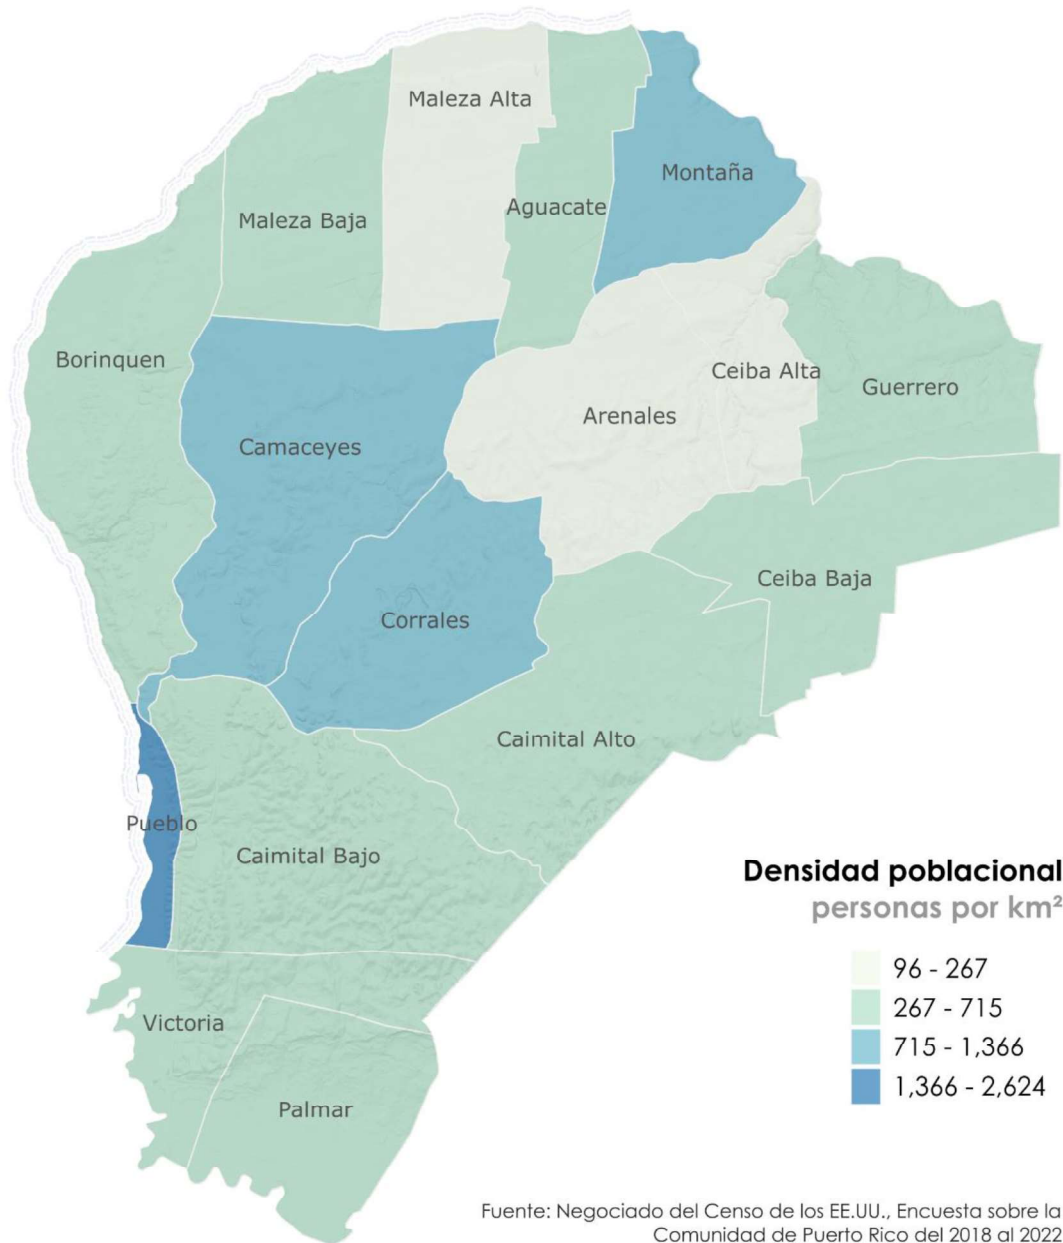 Maleza Alta
Montaña
Aguacate
Maleza Baja
Borinquen
Ceiba Alta
Guerrero
Arenales
Camaceyes
Ceiba Baja
Corrales
Caimital Alto
Pueblo
Caimital Bajo
Victoria
Palmar
Densidad poblacional
personas por km²
96 - 267
267 - 715
715 - 1,366
1,366 - 2,624
Fuente: Negociado del Censo de los EE.UU., Encuesta sobre la
Comunidad de Puerto Rico del 2018 al 2022